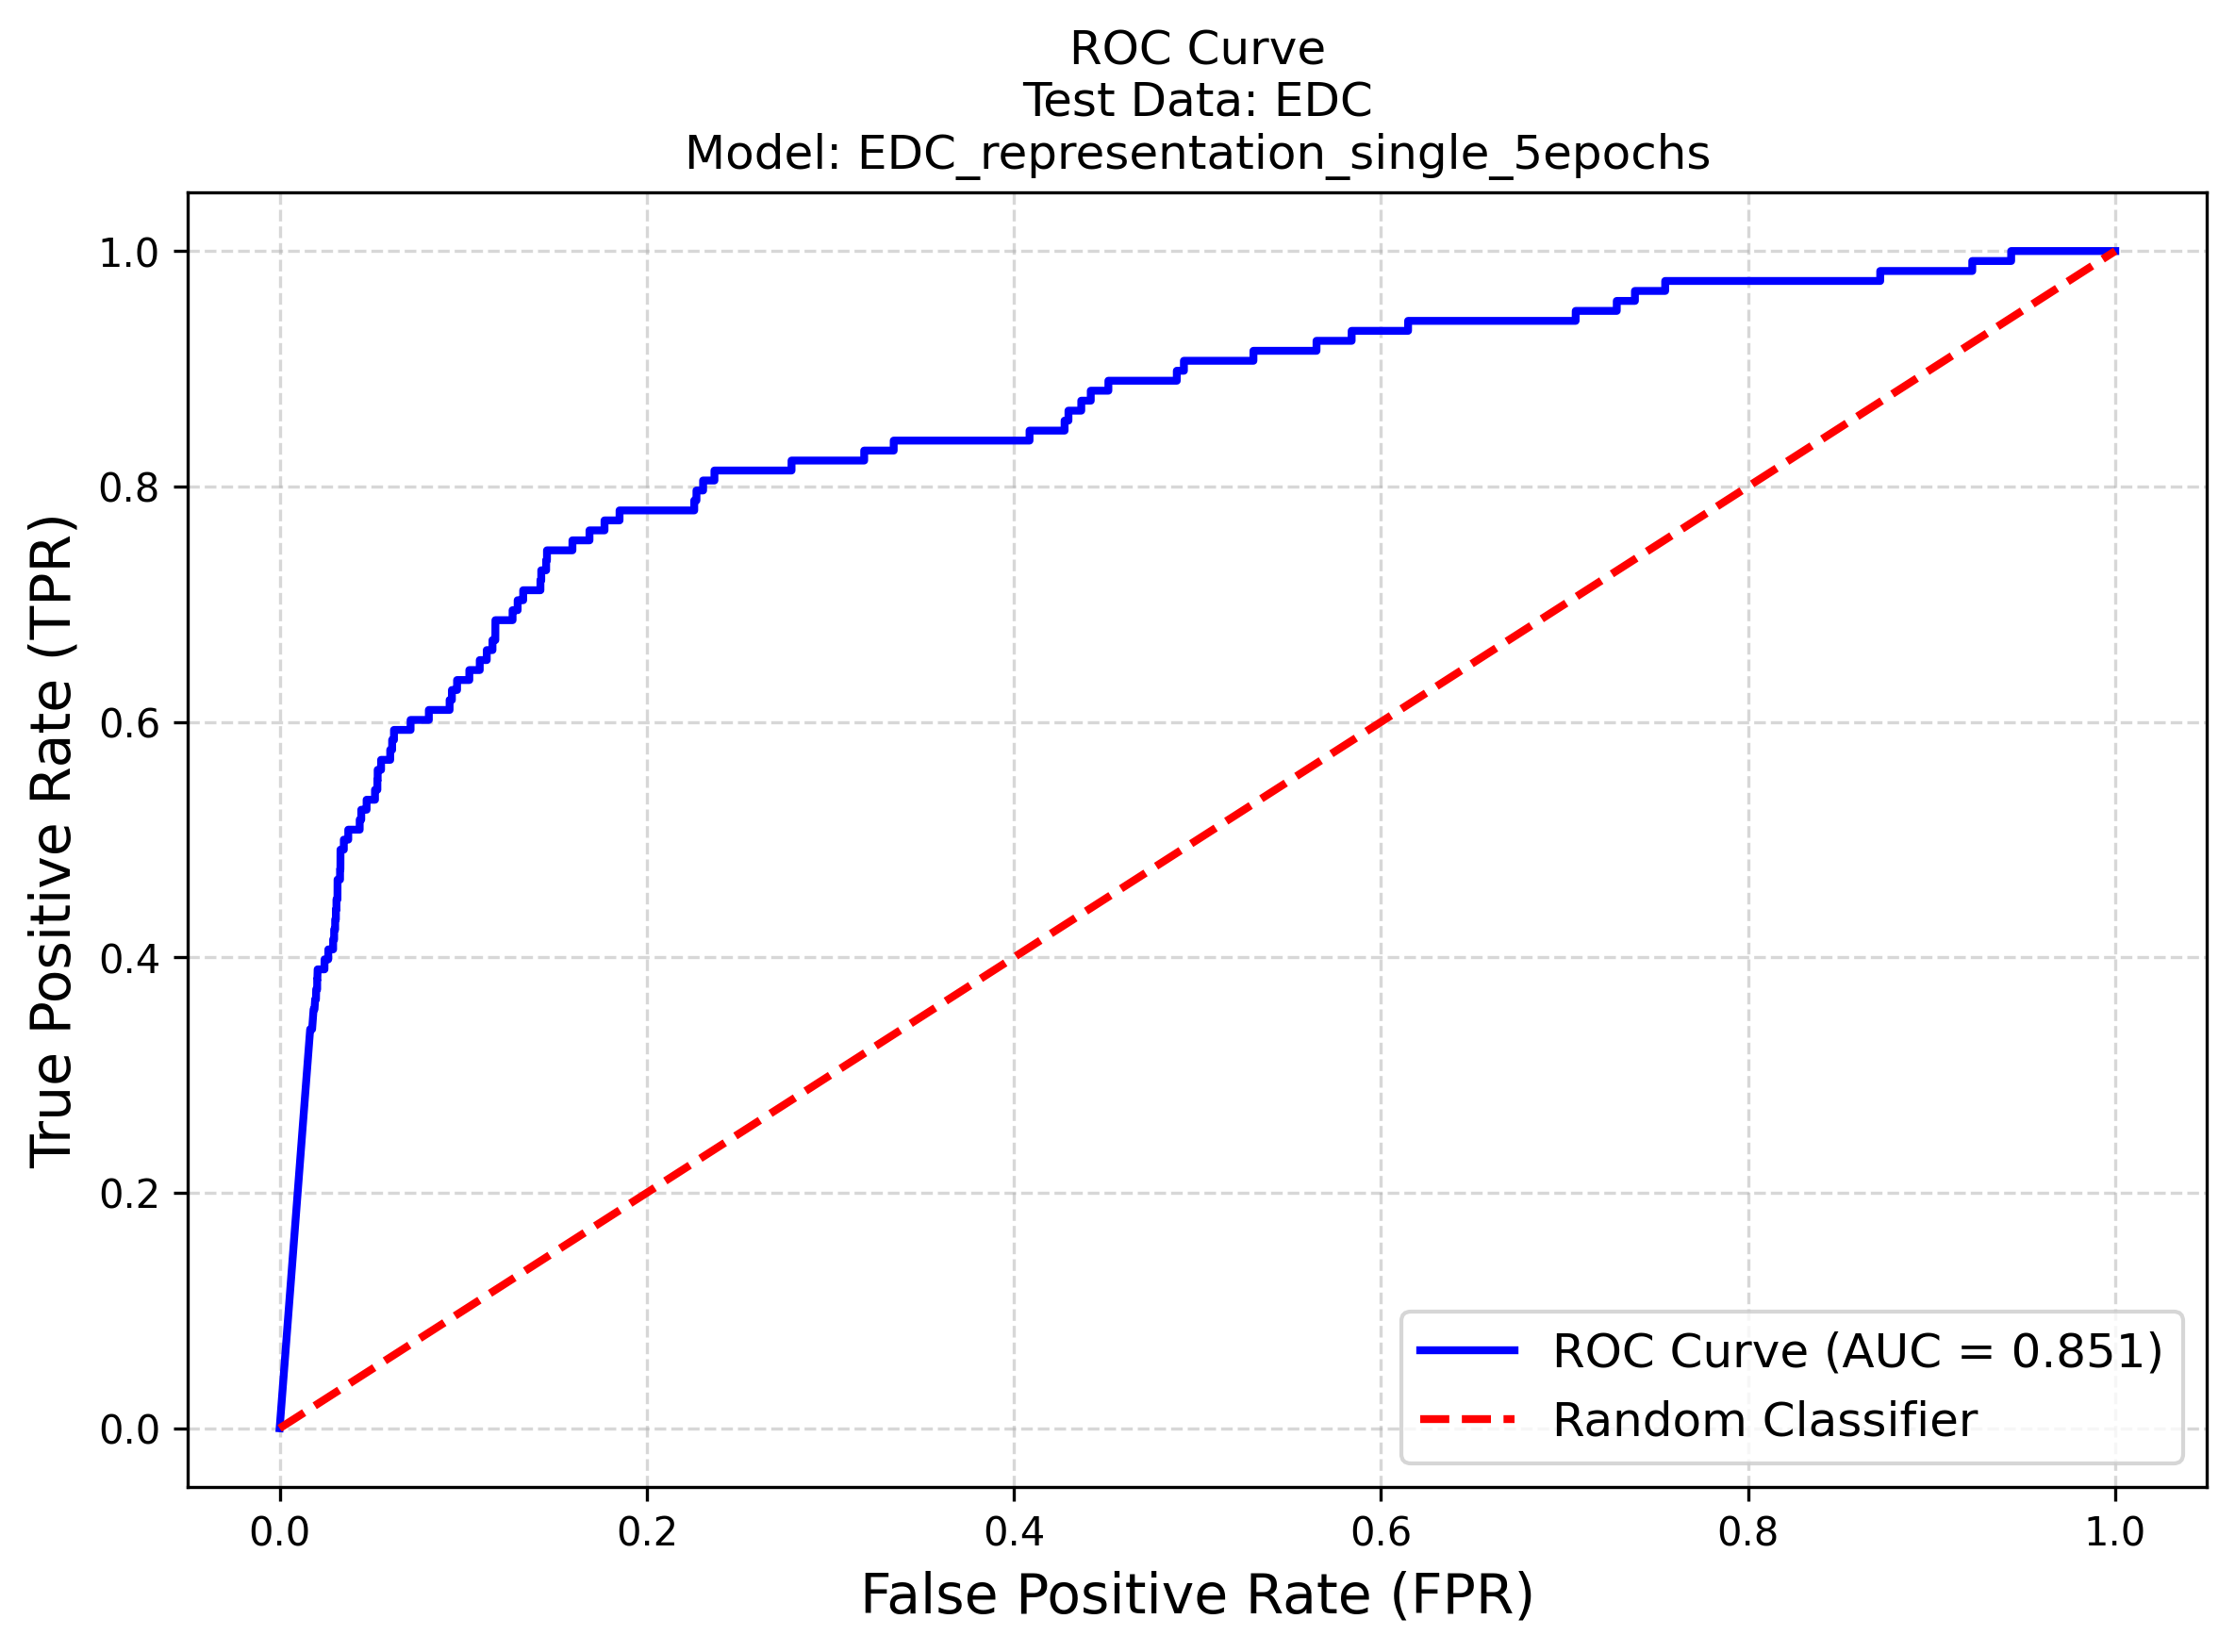 ROC Curve
Test Data: EDC
Model: EDC_representation_single_5epochs
True Positive Rate (TPR)
1.0
0.8
0.6
0.4
0.2
0.0
ROC Curve (AUC = 0.851)
Random Classifier
0.0 0.2 0.4 0.6 0.8 1.0
False Positive Rate (FPR)